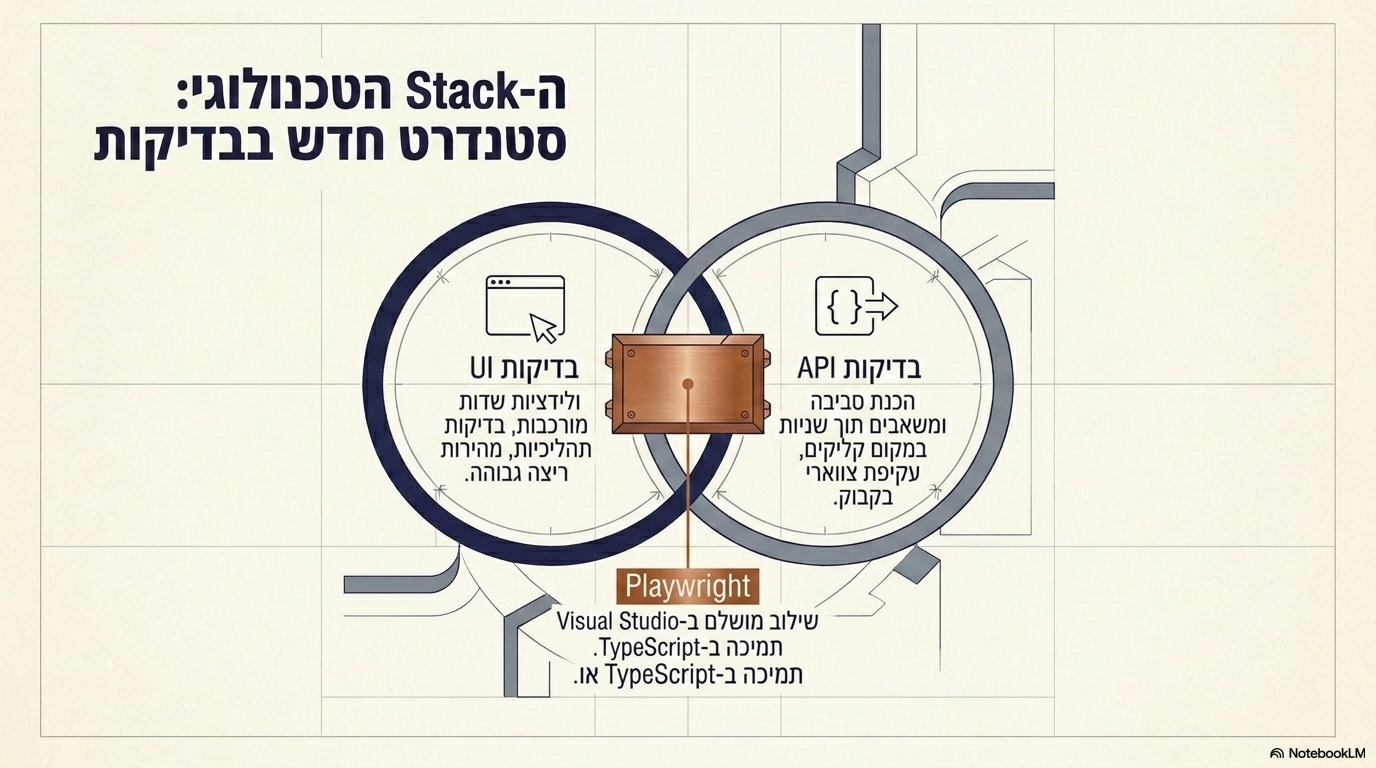 ה-Stack הטכנולוגי:
סטנדרט חדש בבדיקות
בדיקות UI
ולידציות שדות
מורכבות, בדיקות
תהליכיות, מהירות
ריצה גבוהה.
בדיקות API
הכנת סביבה
ומשאבים תוך שניות
במקום קליקים,
עקיפת צווארי
בקבוק.
Playwright
שילוב מושלם ב-Visual Studio
תמיכה ב-TypeScript.
תמיכה ב-TypeScript או.
NotebookLM